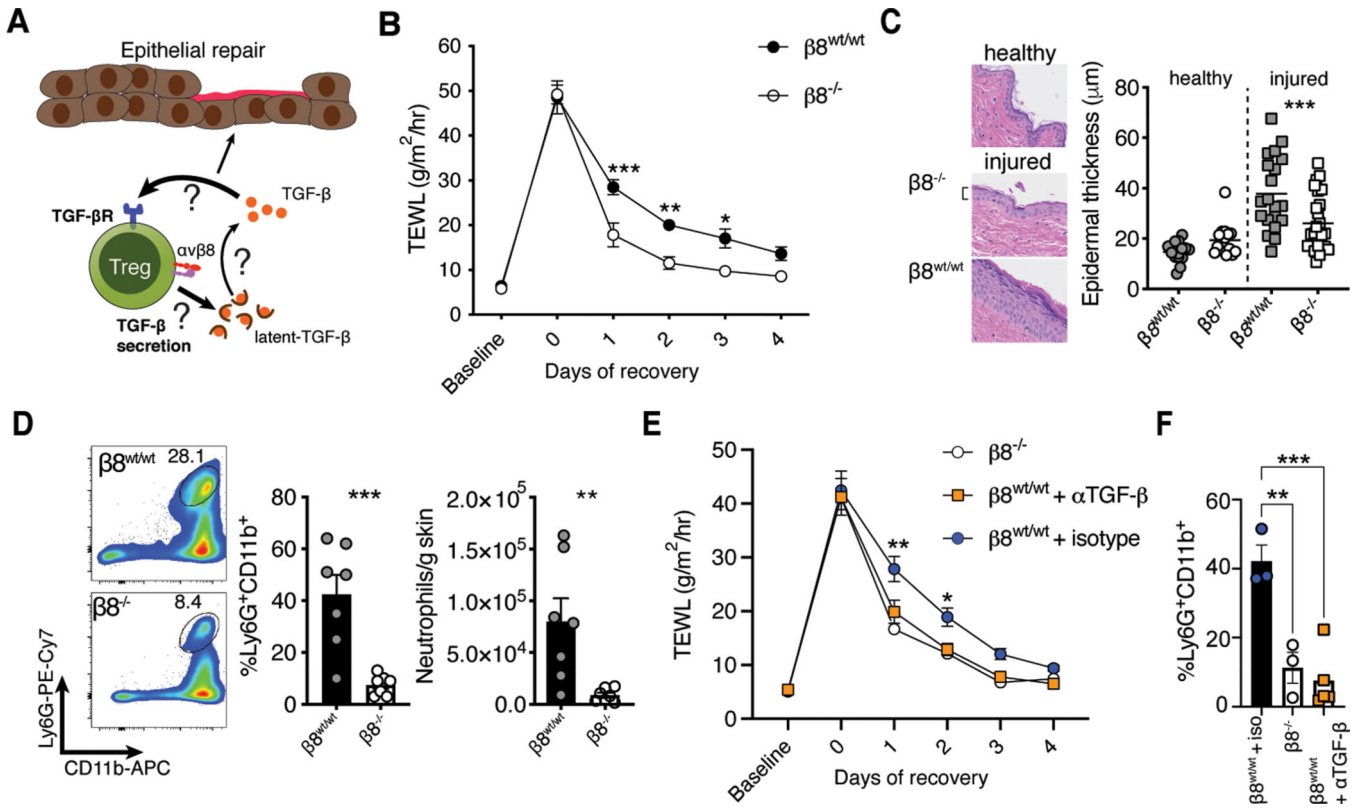 A
Epithelial repair
?
TGF-β
TGF-βR
αvβ8
Treg
?
?
TGF-β
secretion
latent-TGF-β
B
TEWL (g/m²/hr)
60
50
40
30
20
10
0
β8wt/wt
β8-/-
***
**
*
Baseline
0
1
2
3
4
Days of recovery
C
healthy
injured
β8-/-
β8wt/wt
Epidermal thickness (μm)
80
60
40
20
0
healthy
injured
***
β8wt/wt
β8-/-
β8wt/wt
β8-/-
D
β8wt/wt
28.1
β8-/-
8.4
Ly6G-PE-Cy7
CD11b-APC
%Ly6G+CD11b+
80
60
40
20
0
***
β8wt/wt
β8-/-
Neutrophils/g skin
2.0×10⁵
1.5×10⁵
1.0×10⁵
5.0×10⁴
0.0
**
β8wt/wt
β8-/-
E
TEWL (g/m²/hr)
50
40
30
20
10
0
β8-/-
β8wt/wt + αTGF-β
β8wt/wt + isotype
**
*
Baseline
0
1
2
3
4
Days of recovery
F
***
**
%Ly6G+CD11b+
60
40
20
0
β8wt/wt + iso
β8-/-
β8wt/wt
+ αTGF-β